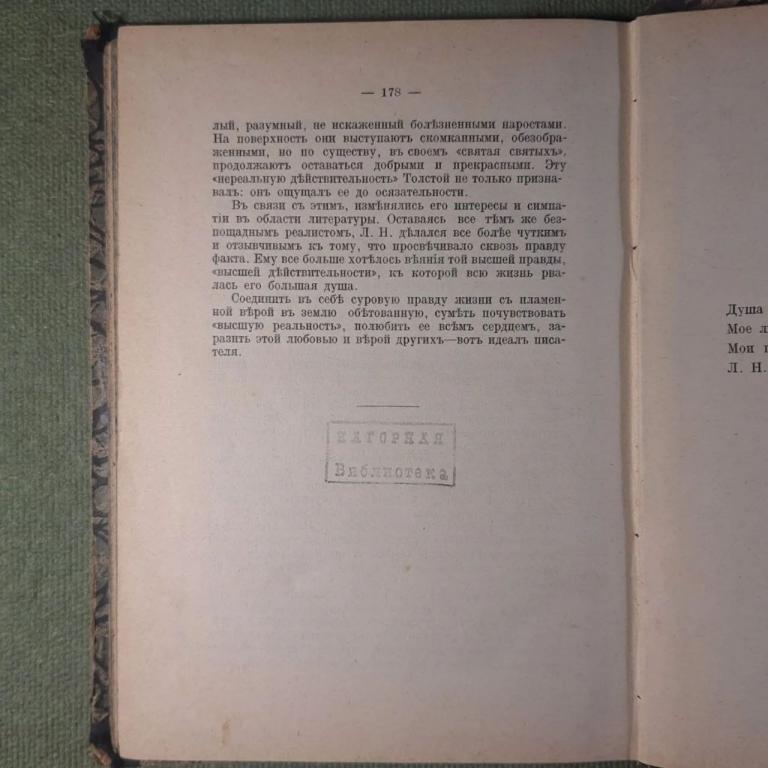 — 178 —
лый, разумный, не искаженный болѣзненными наростами.
На поверхность они выступаютъ скомканными, обезобра-
женными, но по существу, въ своемъ «святая святыхъ»,
продолжаютъ оставаться добрыми и прекрасными. Эту
«нереальную дѣйствительность» Толстой не только призна-
валъ: онъ ощущалъ ее до осязательности.
Въ связи съ этимъ, измѣнялись его интересы и симпа-
тіи въ области литературы. Оставаясь все тѣмъ же без-
пощаднымъ реалистомъ, Л. Н. дѣлался все болѣе чуткимъ
и отзывчивымъ къ тому, что просвѣчивало сквозь правду
факта. Ему все больше хотѣлось вѣянія той высшей правды,
«высшей дѣйствительности», къ которой всю жизнь рва-
лась его большая душа.
Соединить въ себѣ суровую правду жизни съ пламен-
ной вѣрой въ землю обѣтованную, сумѣть почувствовать
«высшую реальность», полюбить ее всѣмъ сердцемъ, за-
разить этой любовью и вѣрой другихъ—вотъ идеалъ писа-
теля.
НАГОРНАЯ
Библиотека
Душа
Мое л
Мои п
Л. Н.